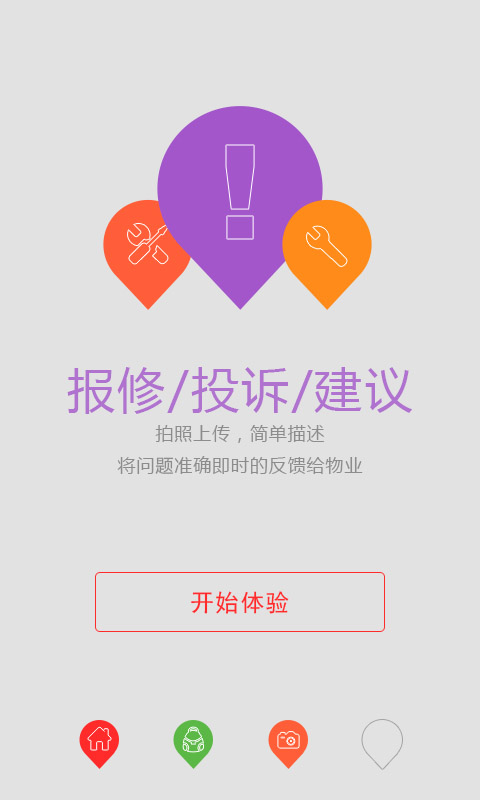 报修/投诉/建议
拍照上传，简单描述
将问题准确即时的反馈给物业
开始体验